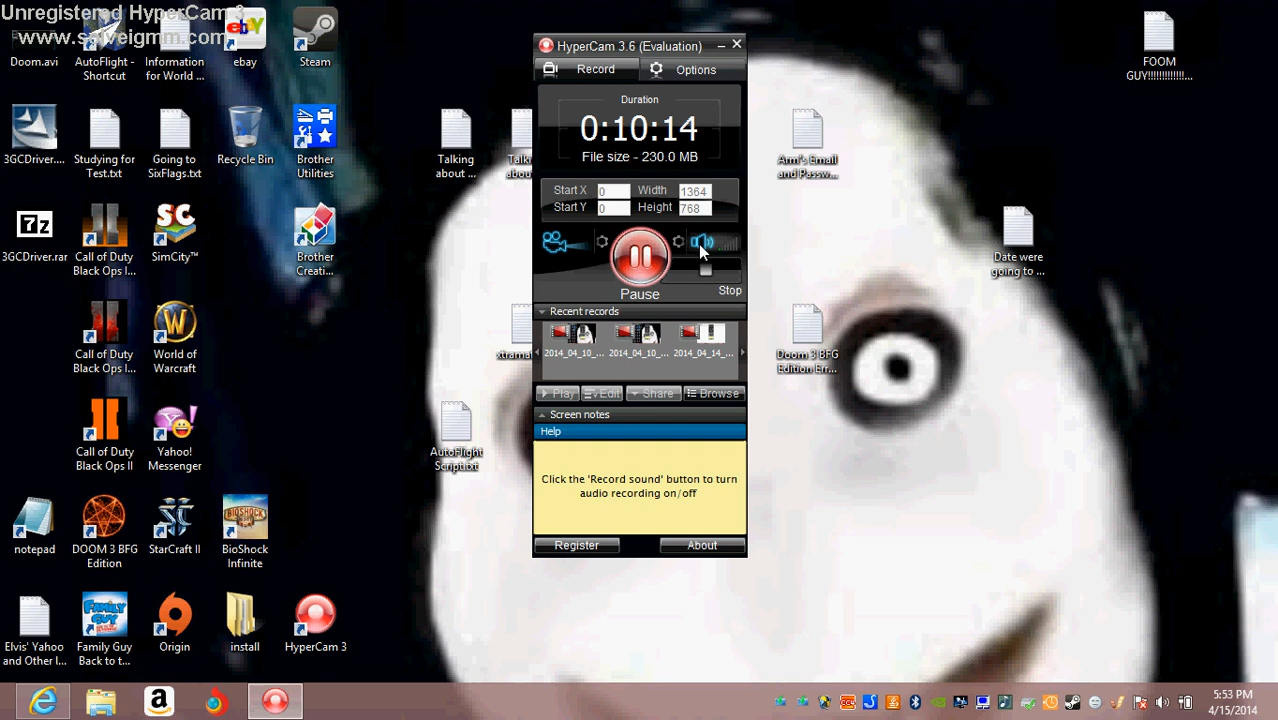 Unregistered HyperCam 3
www.solveigmm.com
Doom.avi
AutoFlight -
Shortcut
Information
for World ...
ebay
Steam
3GCDriver....
Studying for
Test.txt
Going to
SixFlags.txt
Recycle Bin
Brother
Utilities
3GCDriver.rar
Call of Duty
Black Ops I...
SimCity™
Brother
Creati...
Call of Duty
Black Ops I...
World of
Warcraft
Call of Duty
Black Ops II
Yahoo!
Messenger
notepad
DOOM 3 BFG
Edition
StarCraft II
BioShock
Infinite
Elvis' Yahoo
and Other I...
Family Guy
Back to t...
Origin
install
HyperCam 3
Talking
about ...
Talki
about
xtramat
AutoFlight
Script.txt
HyperCam 3.6 (Evaluation)
Record
Options
Duration
0:10:14
File size - 230.0 MB
Start X 0 Width 1364
Start Y 0 Height 768
Pause
Stop
Recent records
2014_04_10_...
2014_04_10_...
2014_04_14_...
Play
Edit
Share
Browse
Screen notes
Help
Click the 'Record sound' button to turn
audio recording on/off
Register
About
Arm's Email
and Passw...
Doom 3 BFG
Edition Err...
Date were
going to ...
FOOM
GUY!!!!!!!!!!!!!...
5:53 PM
4/15/2014